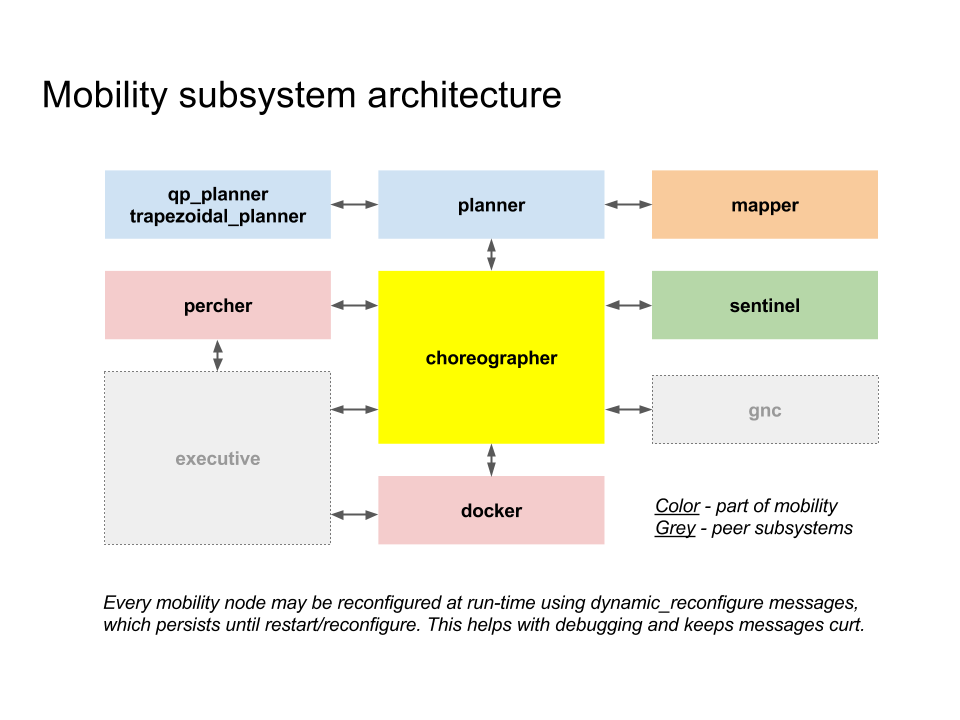 Mobility subsystem architecture
qp_planner
trapezoidal_planner
planner
mapper
percher
choreographer
sentinel
executive
gnc
docker
Color - part of mobility
Grey - peer subsystems
Every mobility node may be reconfigured at run-time using dynamic_reconfigure messages,
which persists until restart/reconfigure. This helps with debugging and keeps messages curt.